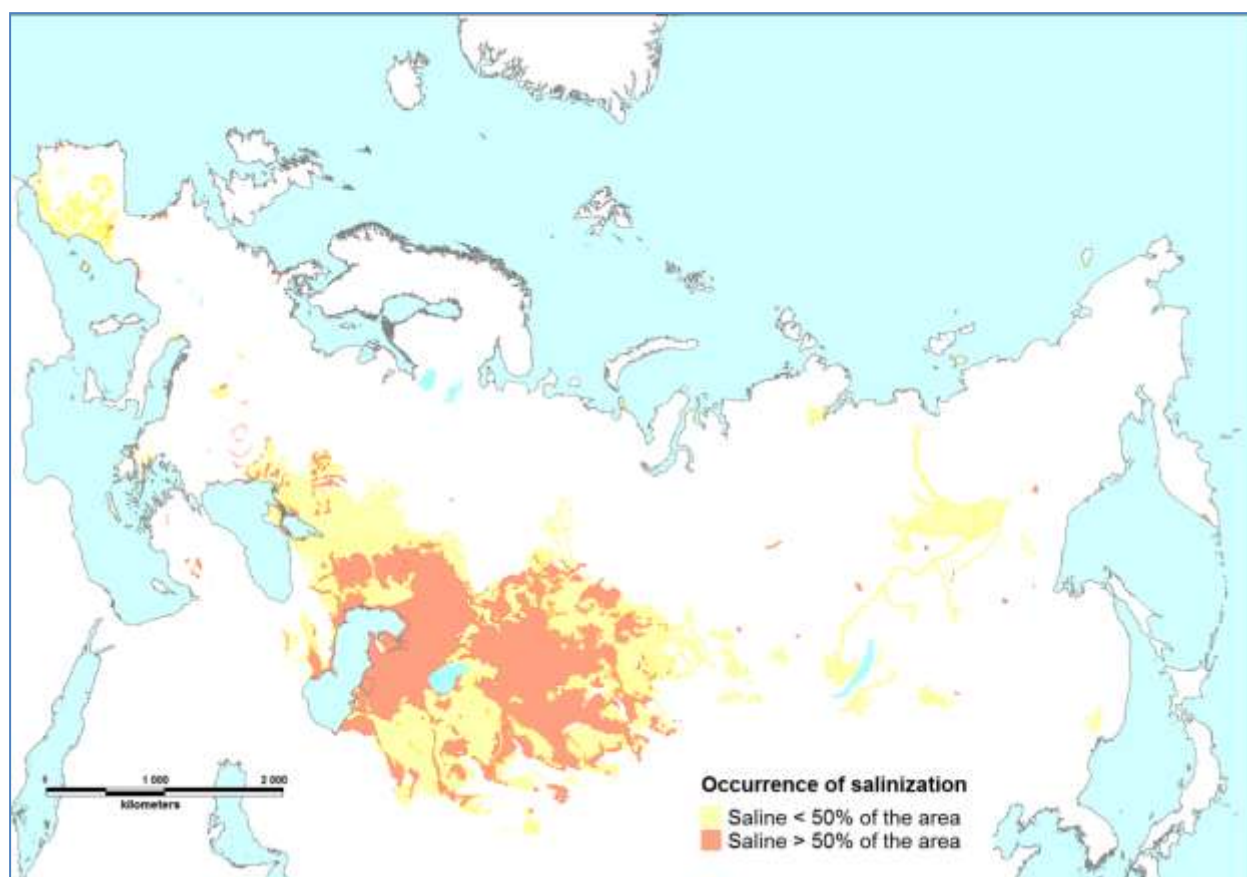 0 1 000 2 000
kilometers
Occurrence of salinization
Saline < 50% of the area
Saline > 50% of the area